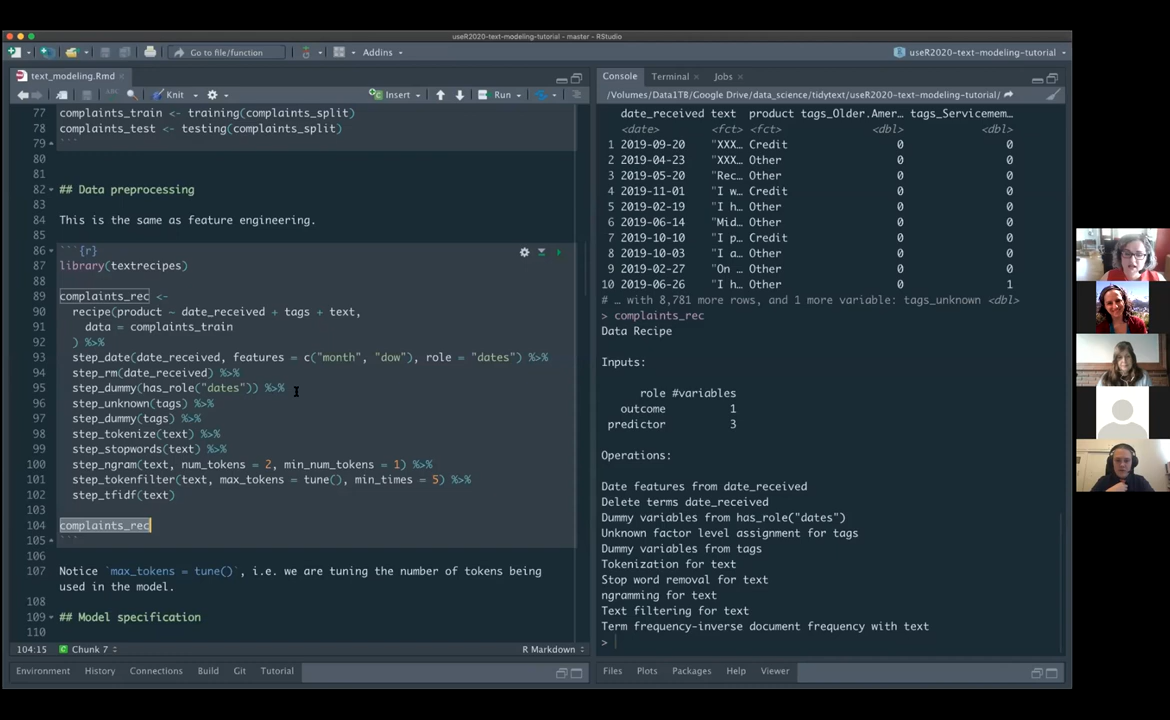 useR2020-text-modeling-tutorial - master - RStudio
Go to file/function
Addins
useR2020-text-modeling-tutorial
text_modeling.Rmd
Knit
Insert
Run
77 complaints_train <- training(complaints_split)
78 complaints_test <- testing(complaints_split)
79 ```
80
81
82 ## Data preprocessing
83
84 This is the same as feature engineering.
85
86 ```{r}
87 library(textrecipes)
88
89 complaints_rec <-
90 recipe(product ~ date_received + tags + text,
91 data = complaints_train
92 ) %>%
93 step_date(date_received, features = c("month", "dow"), role = "dates") %>%
94 step_rm(date_received) %>%
95 step_dummy(has_role("dates")) %>%
96 step_unknown(tags) %>%
97 step_dummy(tags) %>%
98 step_tokenize(text) %>%
99 step_stopwords(text) %>%
100 step_ngram(text, num_tokens = 2, min_num_tokens = 1) %>%
101 step_tokenfilter(text, max_tokens = tune(), min_times = 5) %>%
102 step_tfidf(text)
103
104 complaints_rec
105 ```
106
107 Notice `max_tokens = tune()`, i.e. we are tuning the number of tokens being
used in the model.
108
109 ## Model specification
110
104:15 Chunk 7 R Markdown
Environment History Connections Build Git Tutorial
Console Terminal Jobs
/Volumes/Data1TB/Google Drive/data_science/tidytext/useR2020-text-modeling-tutorial/
date_received text product tags_Older.Amer… tags_Servicemem…
<date> <fct> <fct> <dbl> <dbl>
1 2019-09-20 "XXX… Credit 0 0
2 2019-04-23 "XXX… Other 0 0
3 2019-05-20 "Rec… Other 0 0
4 2019-11-01 "I w… Credit 0 0
5 2019-02-19 "I h… Other 0 0
6 2019-06-14 "Mid… Other 0 0
7 2019-10-10 "I p… Credit 0 0
8 2019-10-03 "I a… Other 0 0
9 2019-02-27 "On … Other 0 0
10 2019-06-26 "I h… Other 0 1
# … with 8,781 more rows, and 1 more variable: tags_unknown <dbl>
> complaints_rec
Data Recipe
Inputs:
role #variables
outcome 1
predictor 3
Operations:
Date features from date_received
Delete terms date_received
Dummy variables from has_role("dates")
Unknown factor level assignment for tags
Dummy variables from tags
Tokenization for text
Stop word removal for text
ngramming for text
Text filtering for text
Term frequency-inverse document frequency with text
>
Files Plots Packages Help Viewer